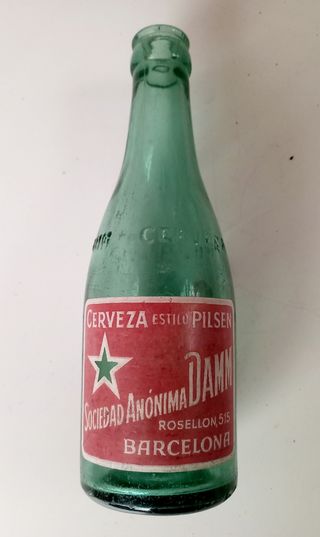 CERVEZA ESTILO PILSEN
SOCIEDAD ANÓNIMA DAMM
ROSELLON, 515
BARCELONA